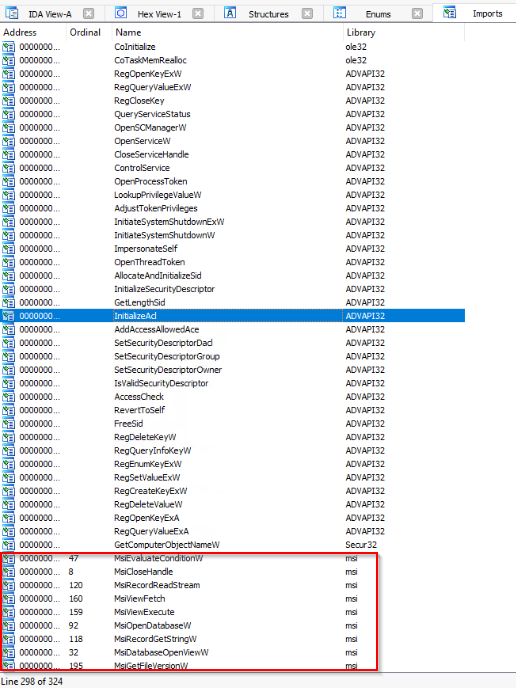 IDA View-A Hex View-1 Structures Enums Imports
Address Ordinal Name Library
0000000... CoInitialize ole32
0000000... CoTaskMemRealloc ole32
0000000... RegOpenKeyExW ADVAPI32
0000000... RegQueryValueExW ADVAPI32
0000000... RegCloseKey ADVAPI32
0000000... QueryServiceStatus ADVAPI32
0000000... OpenSCManagerW ADVAPI32
0000000... OpenServiceW ADVAPI32
0000000... CloseServiceHandle ADVAPI32
0000000... ControlService ADVAPI32
0000000... OpenProcessToken ADVAPI32
0000000... LookupPrivilegeValueW ADVAPI32
0000000... AdjustTokenPrivileges ADVAPI32
0000000... InitiateSystemShutdownExW ADVAPI32
0000000... InitiateSystemShutdownW ADVAPI32
0000000... ImpersonateSelf ADVAPI32
0000000... OpenThreadToken ADVAPI32
0000000... AllocateAndInitializeSid ADVAPI32
0000000... InitializeSecurityDescriptor ADVAPI32
0000000... GetLengthSid ADVAPI32
0000000... InitializeAcl ADVAPI32
0000000... AddAccessAllowedAce ADVAPI32
0000000... SetSecurityDescriptorDacl ADVAPI32
0000000... SetSecurityDescriptorGroup ADVAPI32
0000000... SetSecurityDescriptorOwner ADVAPI32
0000000... IsValidSecurityDescriptor ADVAPI32
0000000... AccessCheck ADVAPI32
0000000... RevertToSelf ADVAPI32
0000000... FreeSid ADVAPI32
0000000... RegDeleteKeyW ADVAPI32
0000000... RegQueryInfoKeyW ADVAPI32
0000000... RegEnumKeyExW ADVAPI32
0000000... RegSetValueExW ADVAPI32
0000000... RegCreateKeyExW ADVAPI32
0000000... RegDeleteValueW ADVAPI32
0000000... RegOpenKeyExA ADVAPI32
0000000... RegQueryValueExA ADVAPI32
0000000... GetComputerObjectNameW Secur32
0000000... 47 MsiEvaluateConditionW msi
0000000... 8 MsiCloseHandle msi
0000000... 120 MsiRecordReadStream msi
0000000... 160 MsiViewFetch msi
0000000... 159 MsiViewExecute msi
0000000... 92 MsiOpenDatabaseW msi
0000000... 118 MsiRecordGetStringW msi
0000000... 32 MsiDatabaseOpenViewW msi
0000000... 195 MsiGetFileVersionW msi
Line 298 of 324